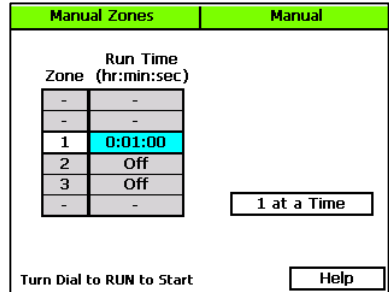 Manual Zones Manual
Run Time
Zone (hr:min:sec)
- -
- -
1 0:01:00
2 Off
3 Off
- -
1 at a Time
Turn Dial to RUN to Start Help